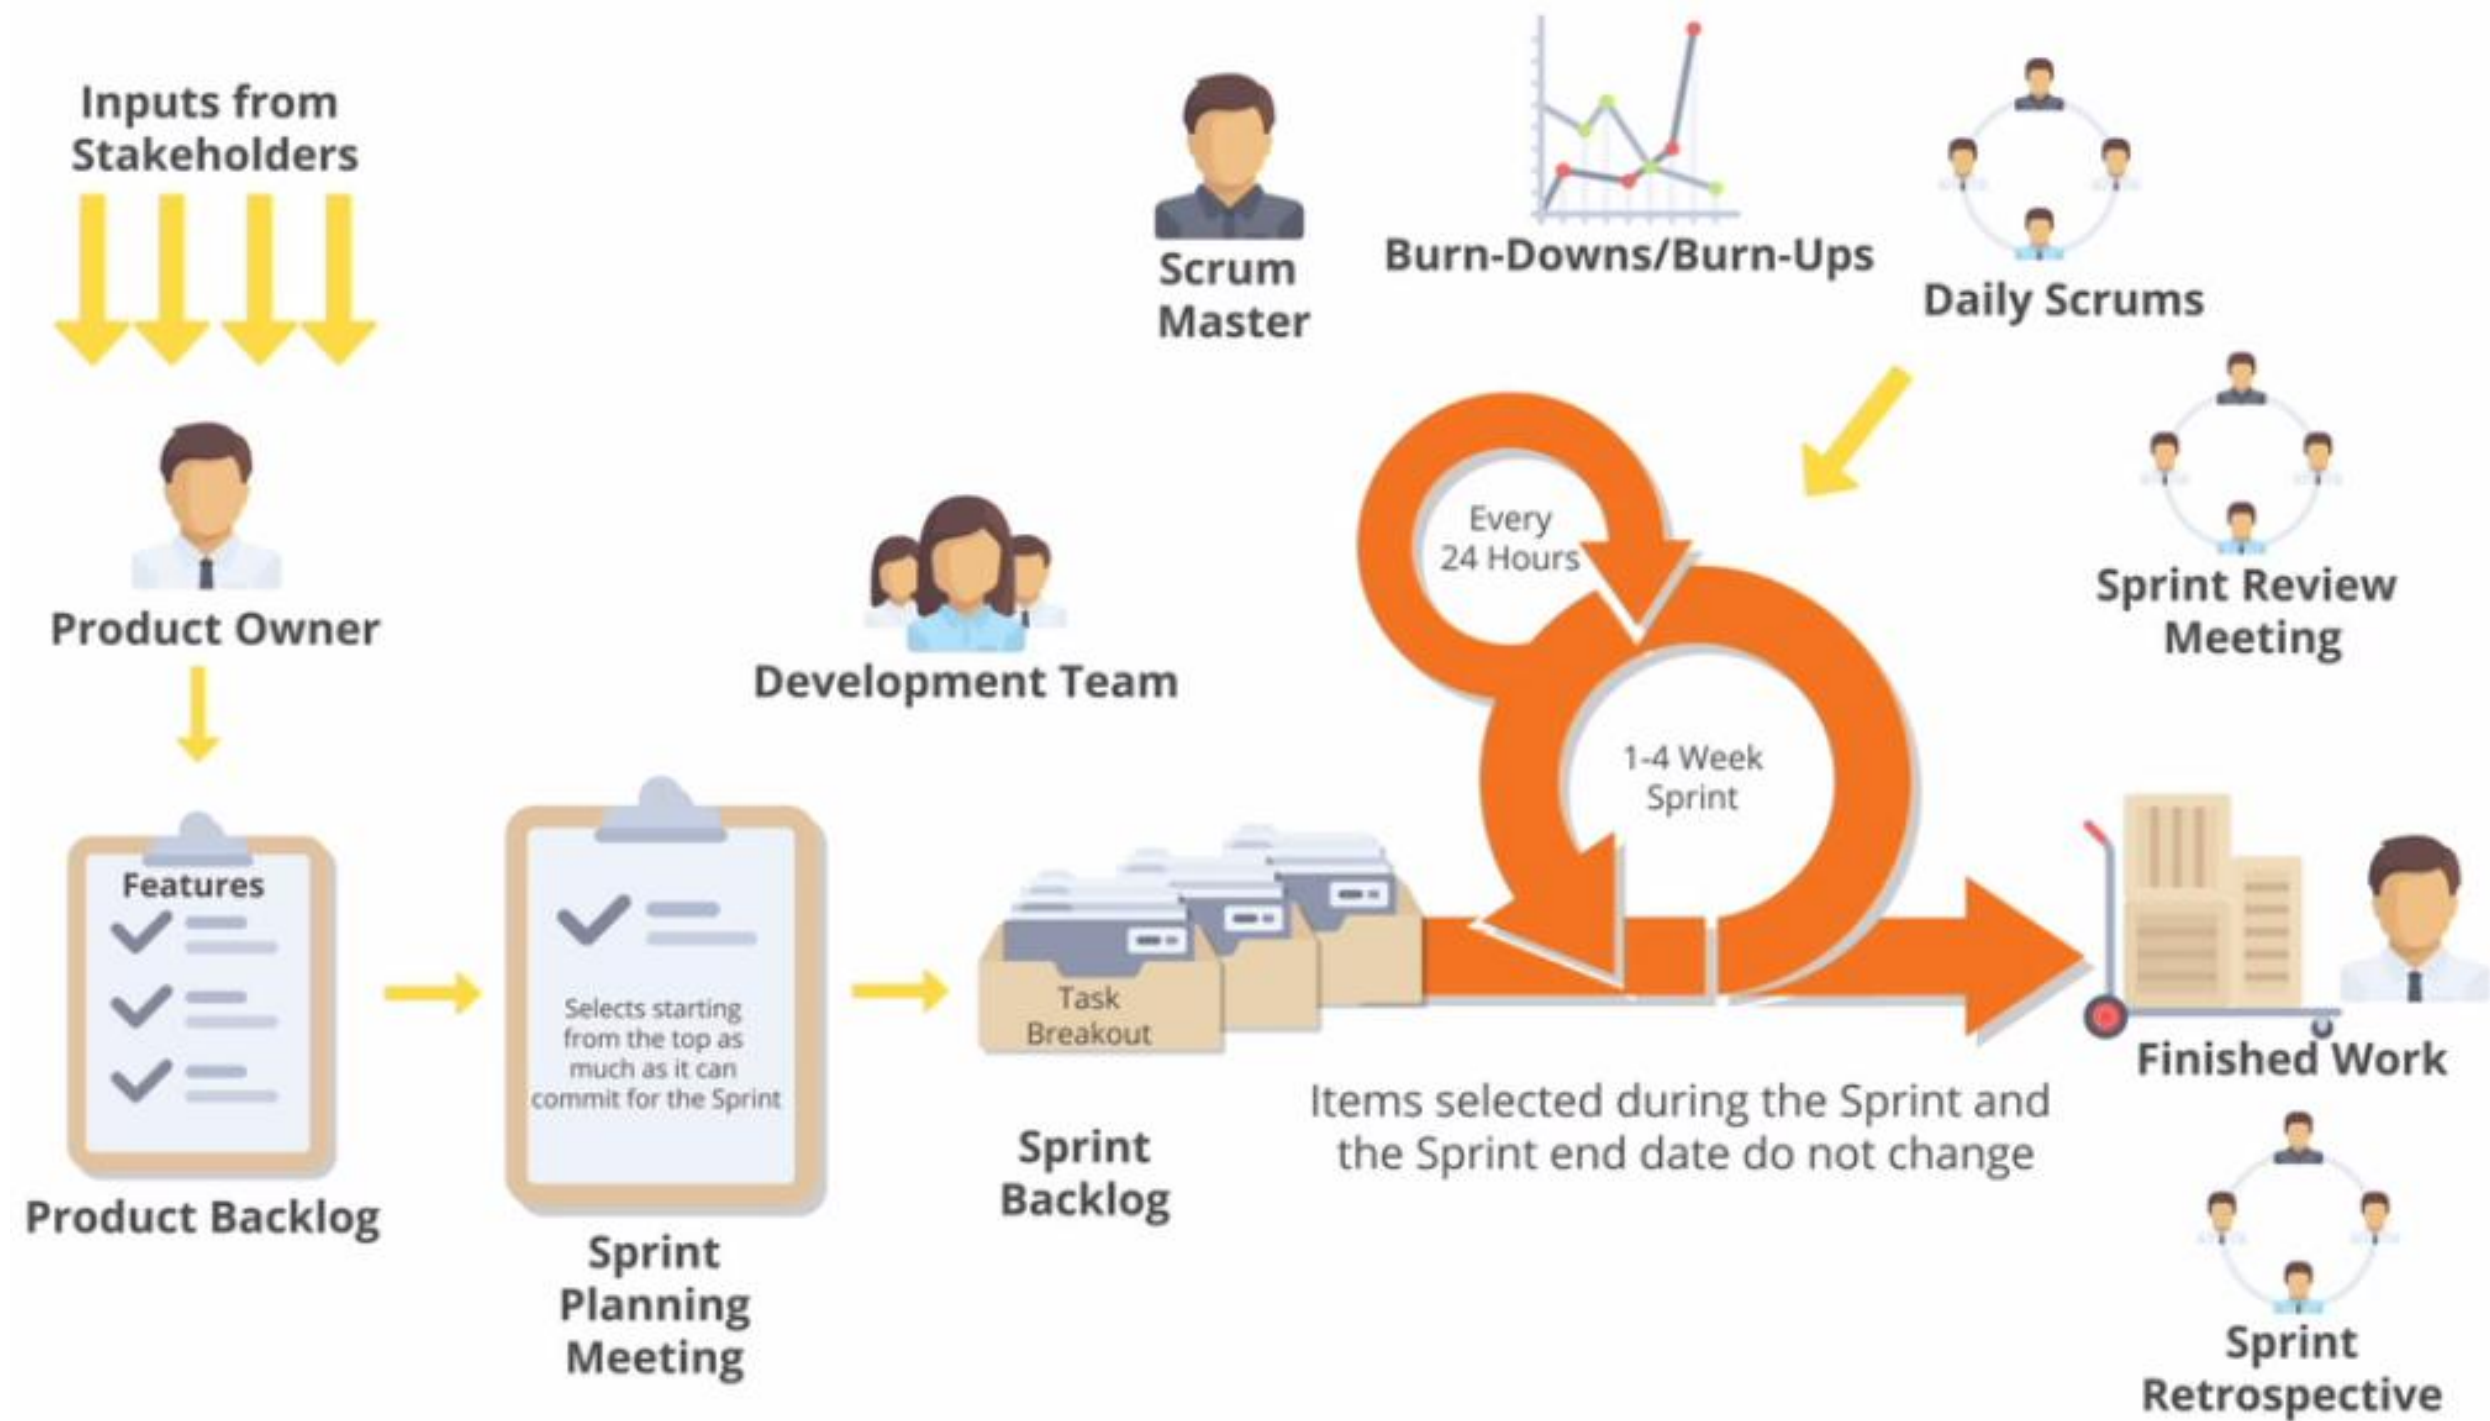 Inputs from
Stakeholders
Product Owner
Features
Product Backlog
Selects starting
from the top as
much as it can
commit for the Sprint
Sprint
Planning
Meeting
Development Team
Task
Breakout
Sprint
Backlog
Scrum
Master
Burn-Downs/Burn-Ups
Daily Scrums
Every
24 Hours
1-4 Week
Sprint
Sprint Review
Meeting
Items selected during the Sprint and
the Sprint end date do not change
Finished Work
Sprint
Retrospective